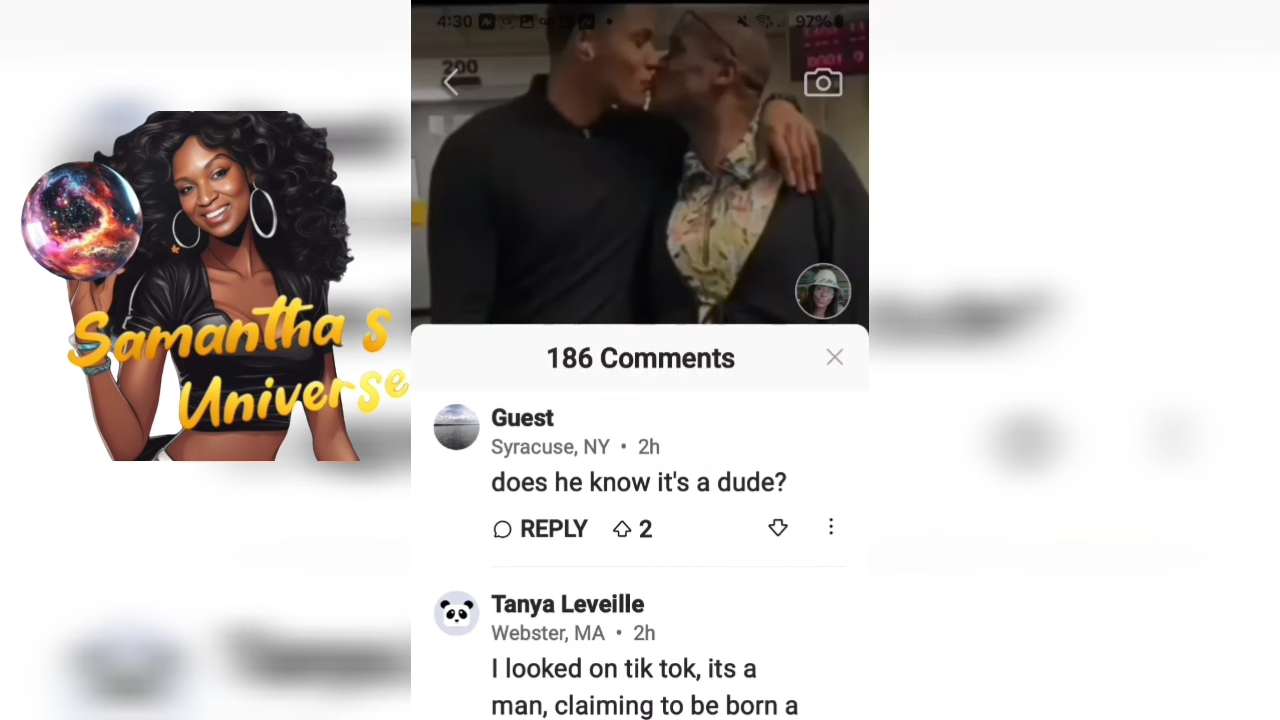 4:30
97%
200
Samantha s
Universe
186 Comments
Guest
Syracuse, NY • 2h
does he know it's a dude?
REPLY
2
Tanya Leveille
Webster, MA • 2h
I looked on tik tok, its a
man, claiming to be born a